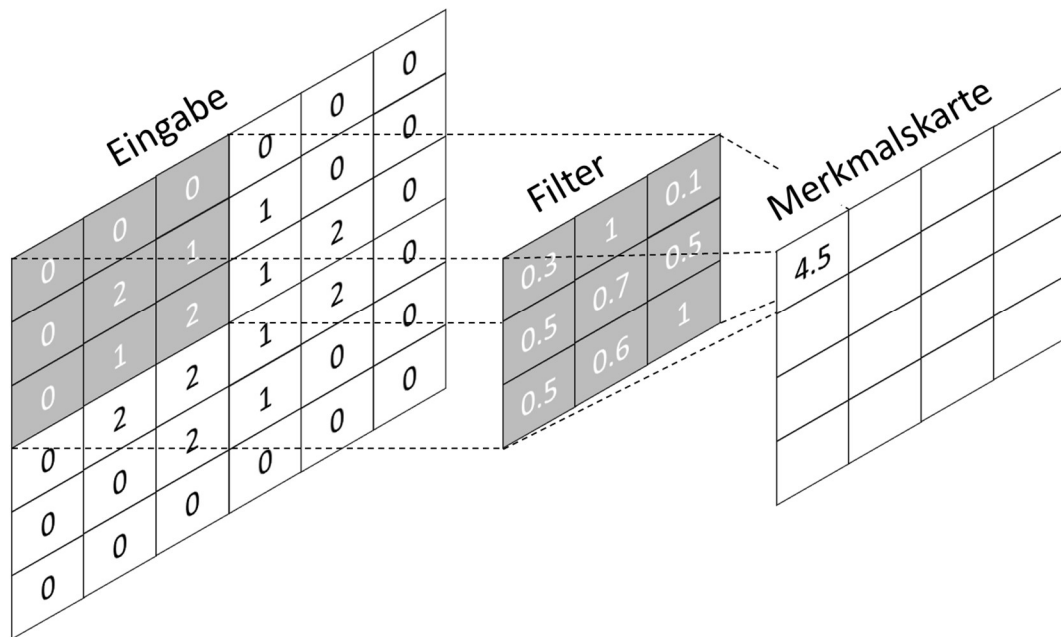 Eingabe
0 0 0 0 0 0
0 2 1 1 0 0
0 1 2 1 2 0
0 2 2 1 2 0
0 0 2 1 0 0
0 0 0 0 0 0
Filter
0.3 1 0.1
0.5 0.7 0.5
0.5 0.6 1
Merkmalskarte
4.5